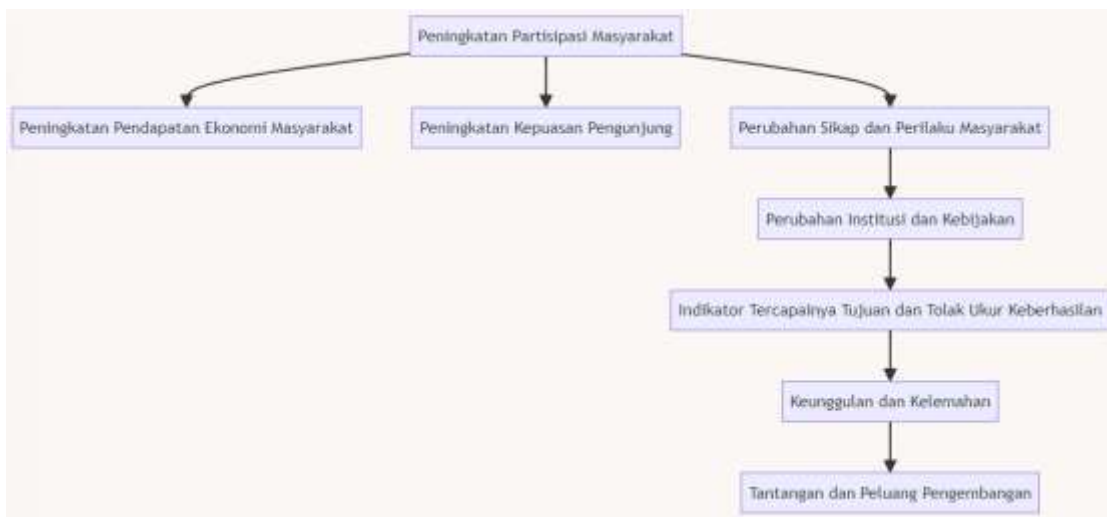 Peningkatan Partisipasi Masyarakat
Peningkatan Pendapatan Ekonomi Masyarakat
Peningkatan Kepuasan Pengunjung
Perubahan Sikap dan Perilaku Masyarakat
Perubahan Institusi dan Kebijakan
Indikator Tercapainya Tujuan dan Tolak Ukur Keberhasilan
Keunggulan dan Kelemahan
Tantangan dan Peluang Pengembangan